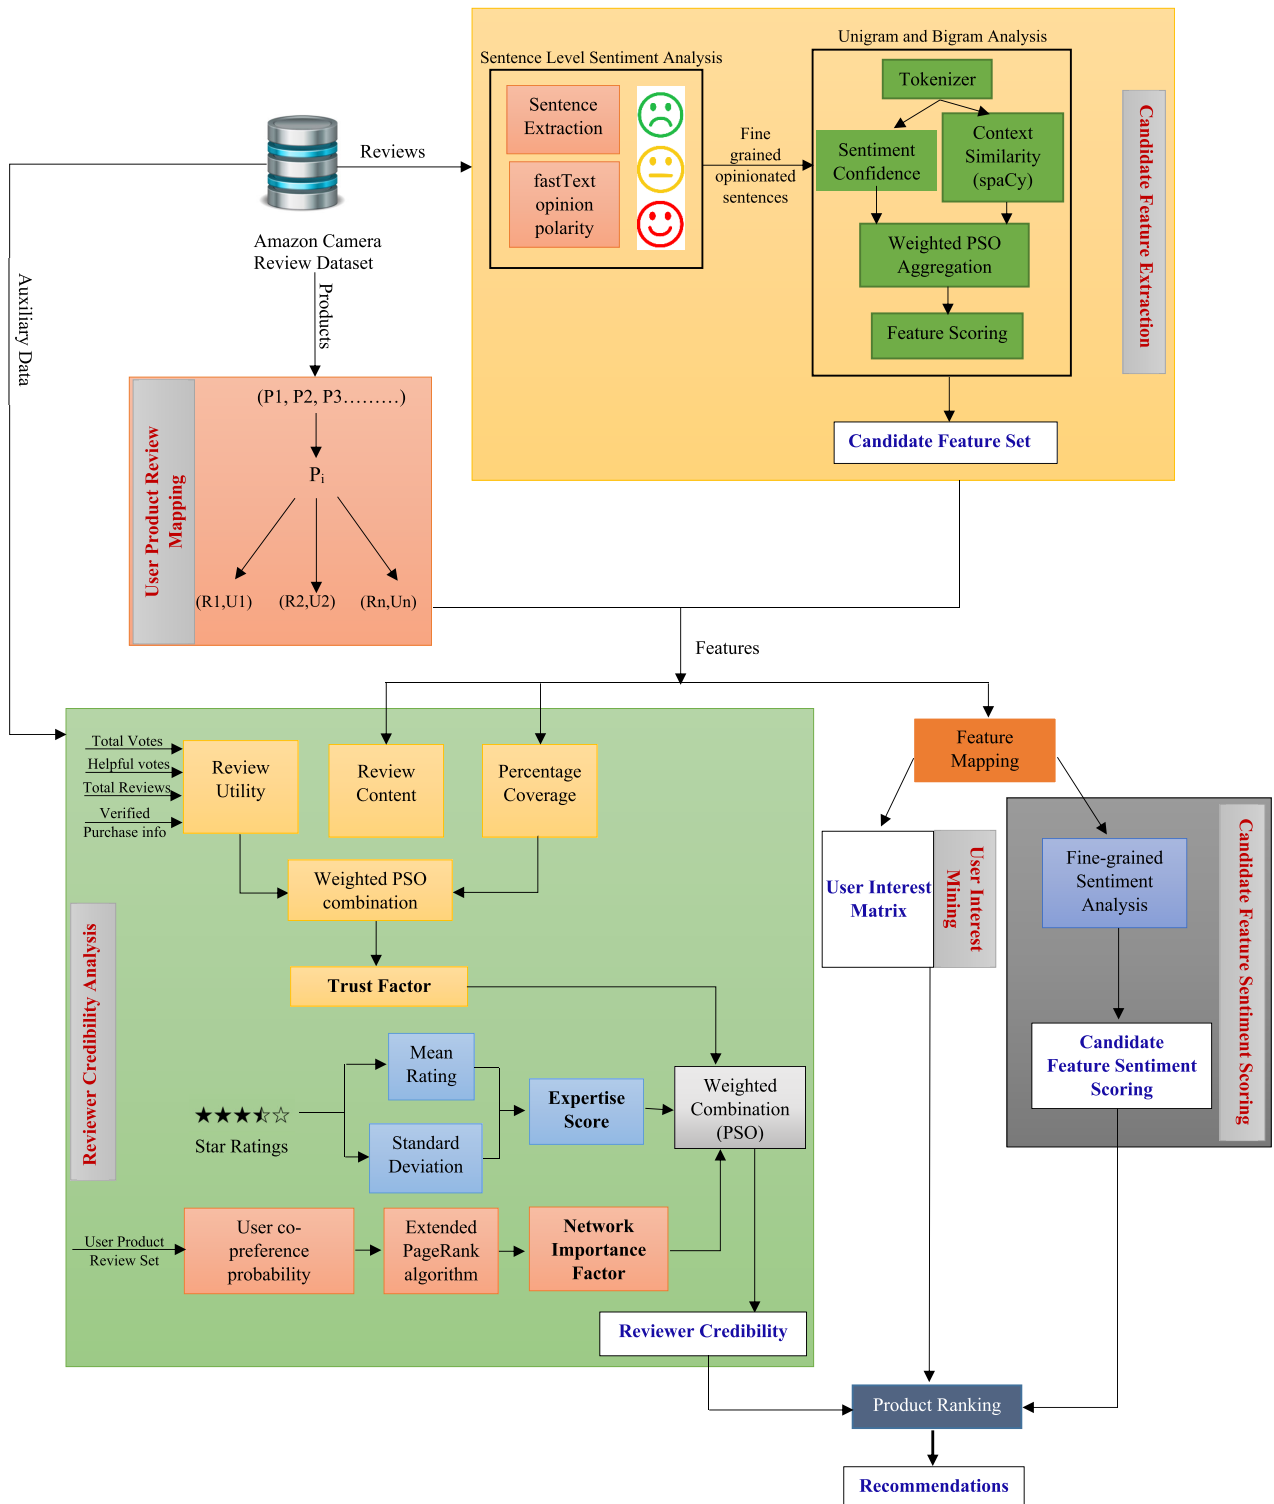 Unigram and Bigram Analysis
Sentence Level Sentiment Analysis
Sentence
Extraction
fastText
opinion
polarity
Fine
grained
opinionated
sentences
Tokenizer
Sentiment
Confidence
Context
Similarity
(spaCy)
Weighted PSO
Aggregation
Feature Scoring
Candidate Feature Set
Candidate Feature Extraction
Reviews
Amazon Camera
Review Dataset
Products
Auxiliary Data
User Product Review
Mapping
(P1, P2, P3.........)
Pi
(R1,U1)
(R2,U2)
(Rn,Un)
Features
Total Votes
Helpful votes
Total Reviews
Verified
Purchase info
Review
Utility
Review
Content
Percentage
Coverage
Weighted PSO
combination
Trust Factor
Reviewer Credibility Analysis
Mean
Rating
★★★⯪☆
Star Ratings
Standard
Deviation
Expertise
Score
Weighted
Combination
(PSO)
User Product
Review Set
User co-
preference
probability
Extended
PageRank
algorithm
Network
Importance
Factor
Reviewer Credibility
Feature
Mapping
User Interest
Matrix
User Interest
Mining
Fine-grained
Sentiment
Analysis
Candidate
Feature Sentiment
Scoring
Candidate Feature Sentiment Scoring
Product Ranking
Recommendations